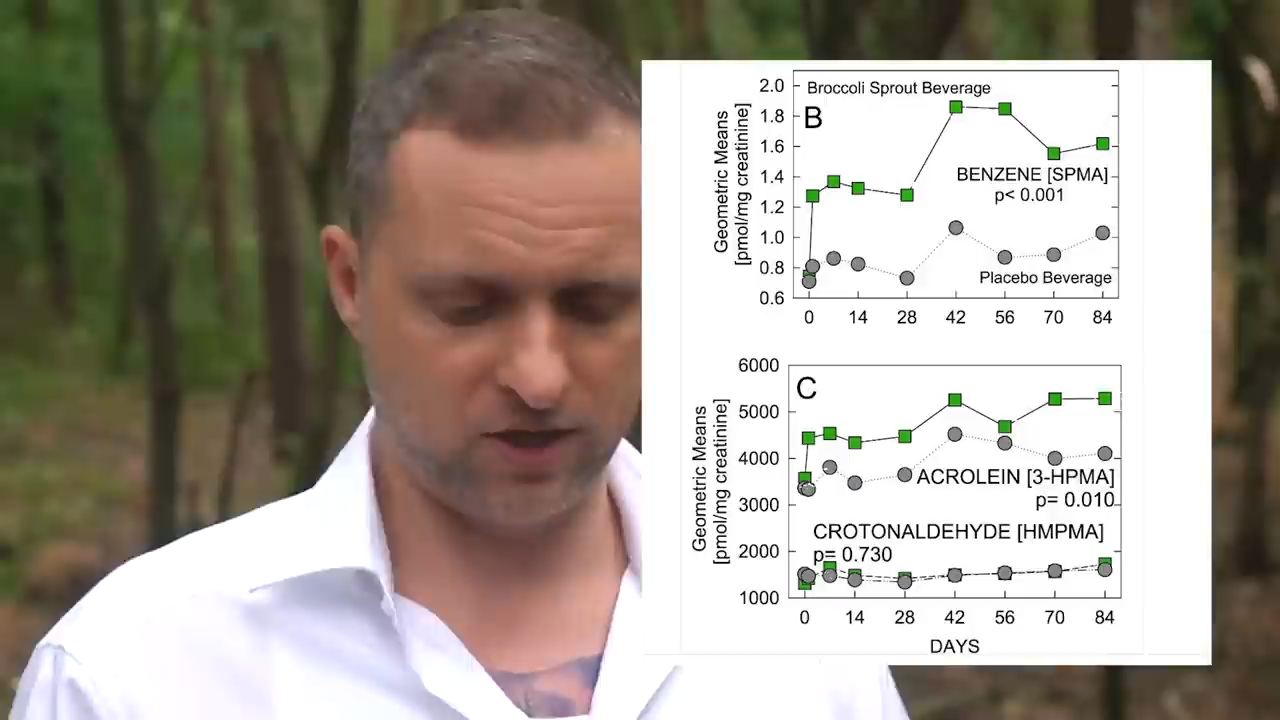 Broccoli Sprout Beverage
B
2.0
1.8
1.6
1.4
1.2
1.0
0.8
0.6
Geometric Means
[pmol/mg creatinine]
BENZENE [SPMA]
p< 0.001
Placebo Beverage
0 14 28 42 56 70 84
C
6000
5000
4000
3000
2000
1000
Geometric Means
[pmol/mg creatinine]
ACROLEIN [3-HPMA]
p= 0.010
CROTONALDEHYDE [HMPMA]
p= 0.730
0 14 28 42 56 70 84
DAYS